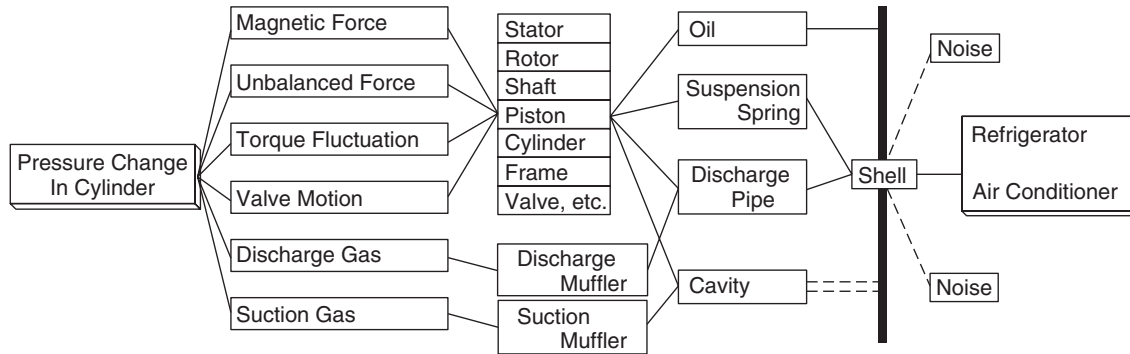 Pressure Change
In Cylinder
Magnetic Force
Unbalanced Force
Torque Fluctuation
Valve Motion
Discharge Gas
Suction Gas
Stator
Rotor
Shaft
Piston
Cylinder
Frame
Valve, etc.
Discharge
Muffler
Suction
Muffler
Oil
Suspension
Spring
Discharge
Pipe
Cavity
Shell
Noise
Noise
Refrigerator
Air Conditioner